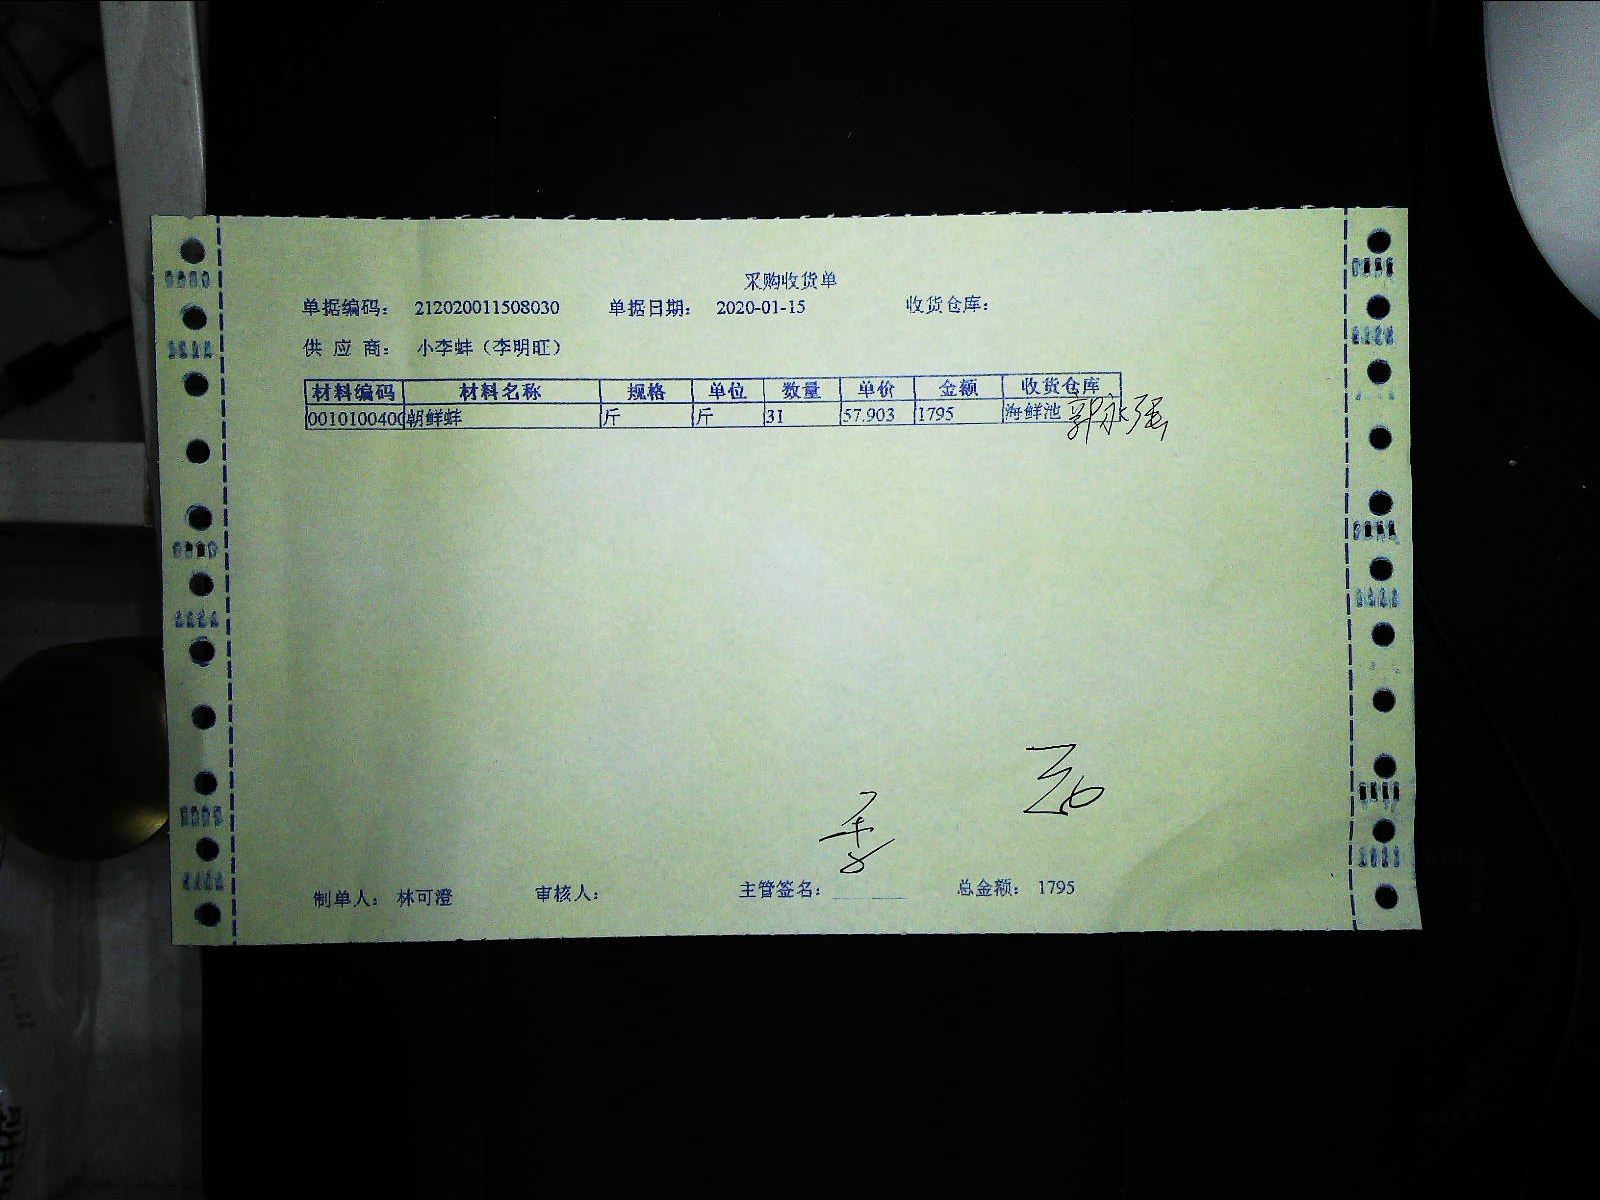 采购收货单
单据编码： 212020011508030 单据日期： 2020-01-15 收货仓库：
供 应 商： 小李蚌（李明旺）
材料编码 材料名称 规格 单位 数量 单价 金额 收货仓库
0010100400 朝鲜蚌 斤 斤 31 57.903 1795 海鲜池 郭永强
制单人： 林可澄 审核人： 主管签名： 总金额： 1795